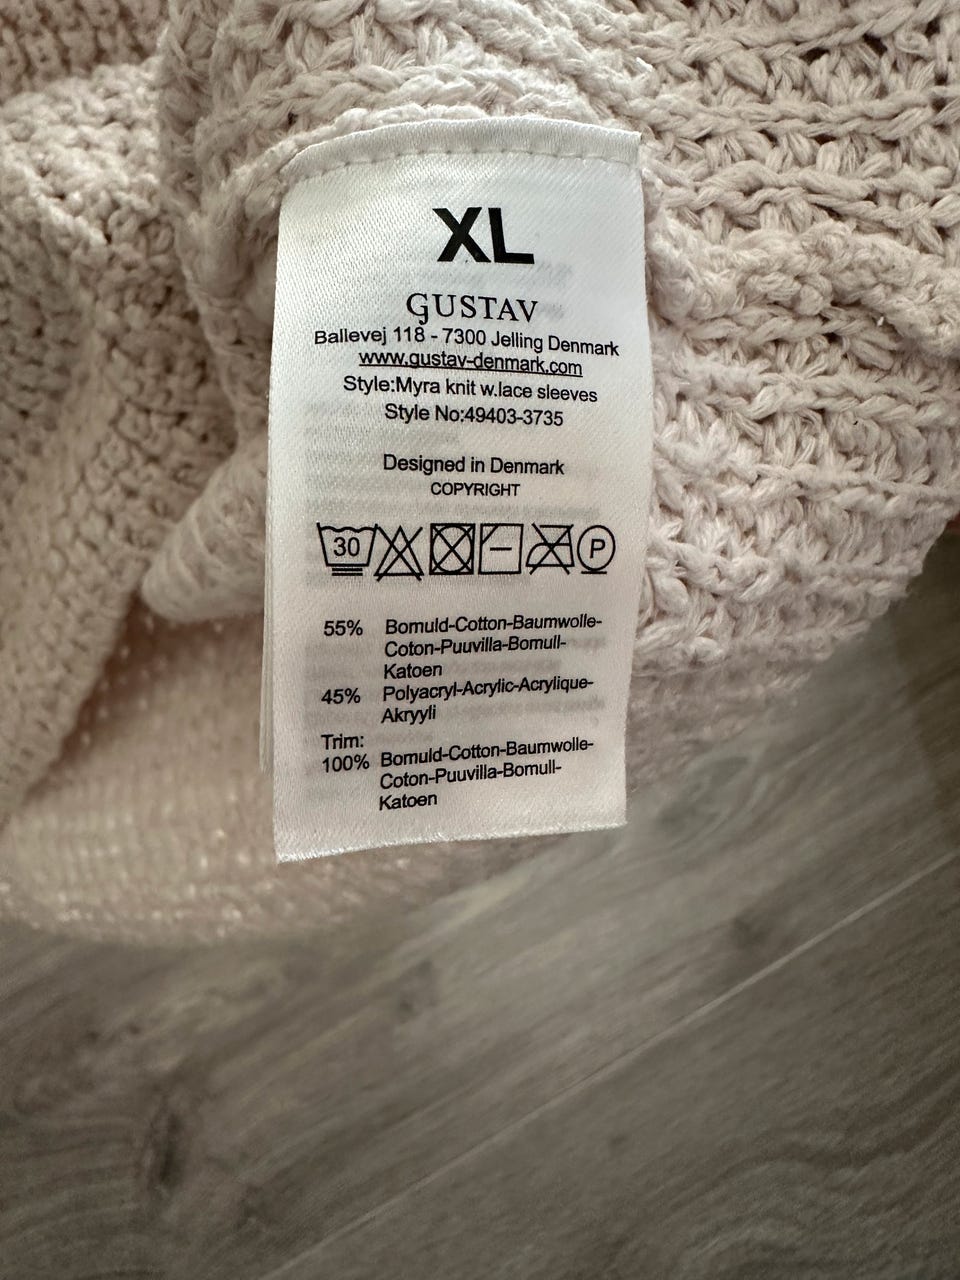 XL
GUSTAV
Ballevej 118 - 7300 Jelling Denmark
www.gustav-denmark.com
Style:Myra knit w.lace sleeves
Style No:49403-3735
Designed in Denmark
COPYRIGHT
30 P
55% Bomuld-Cotton-Baumwolle-
Coton-Puuvilla-Bomull-
Katoen
45% Polyacryl-Acrylic-Acrylique-
Akryyli
Trim:
100% Bomuld-Cotton-Baumwolle-
Coton-Puuvilla-Bomull-
Katoen